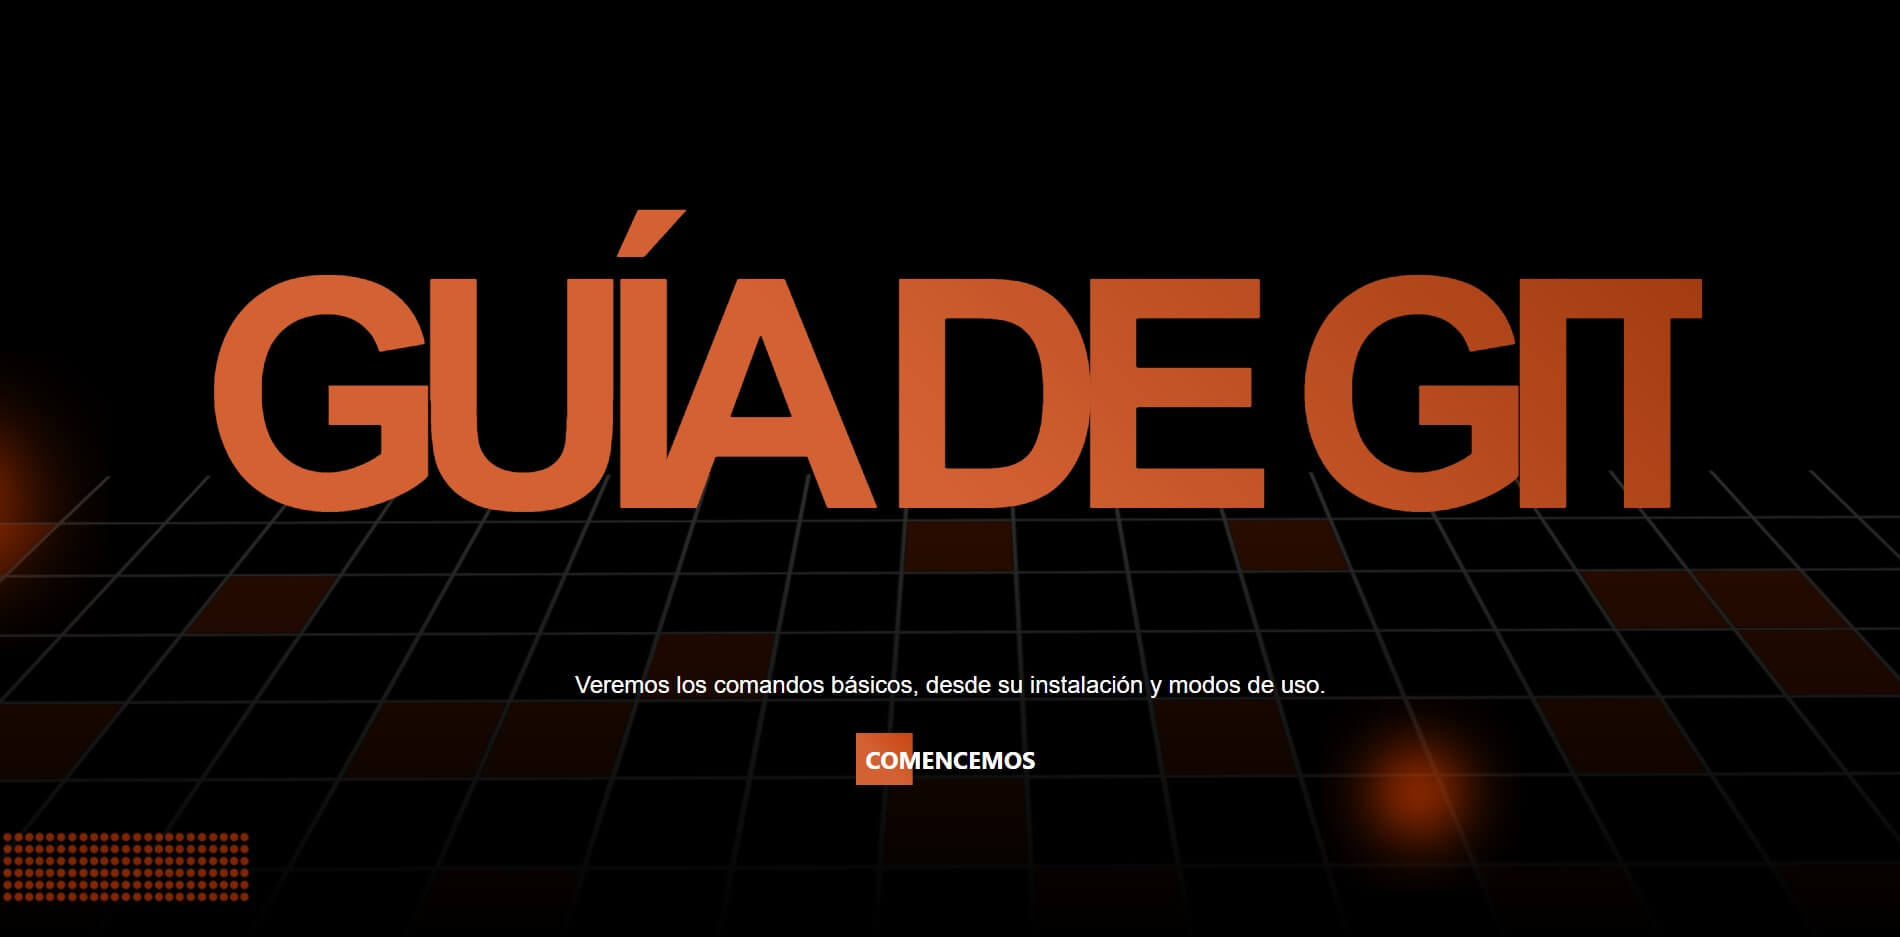 GUÍA DE GIT
Veremos los comandos básicos, desde su instalación y modos de uso.
COMENCEMOS